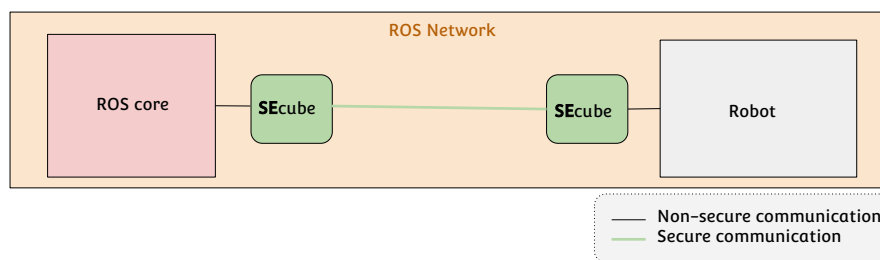 ROS Network
ROS core
SEcube
SEcube
Robot
Non-secure communication
Secure communication